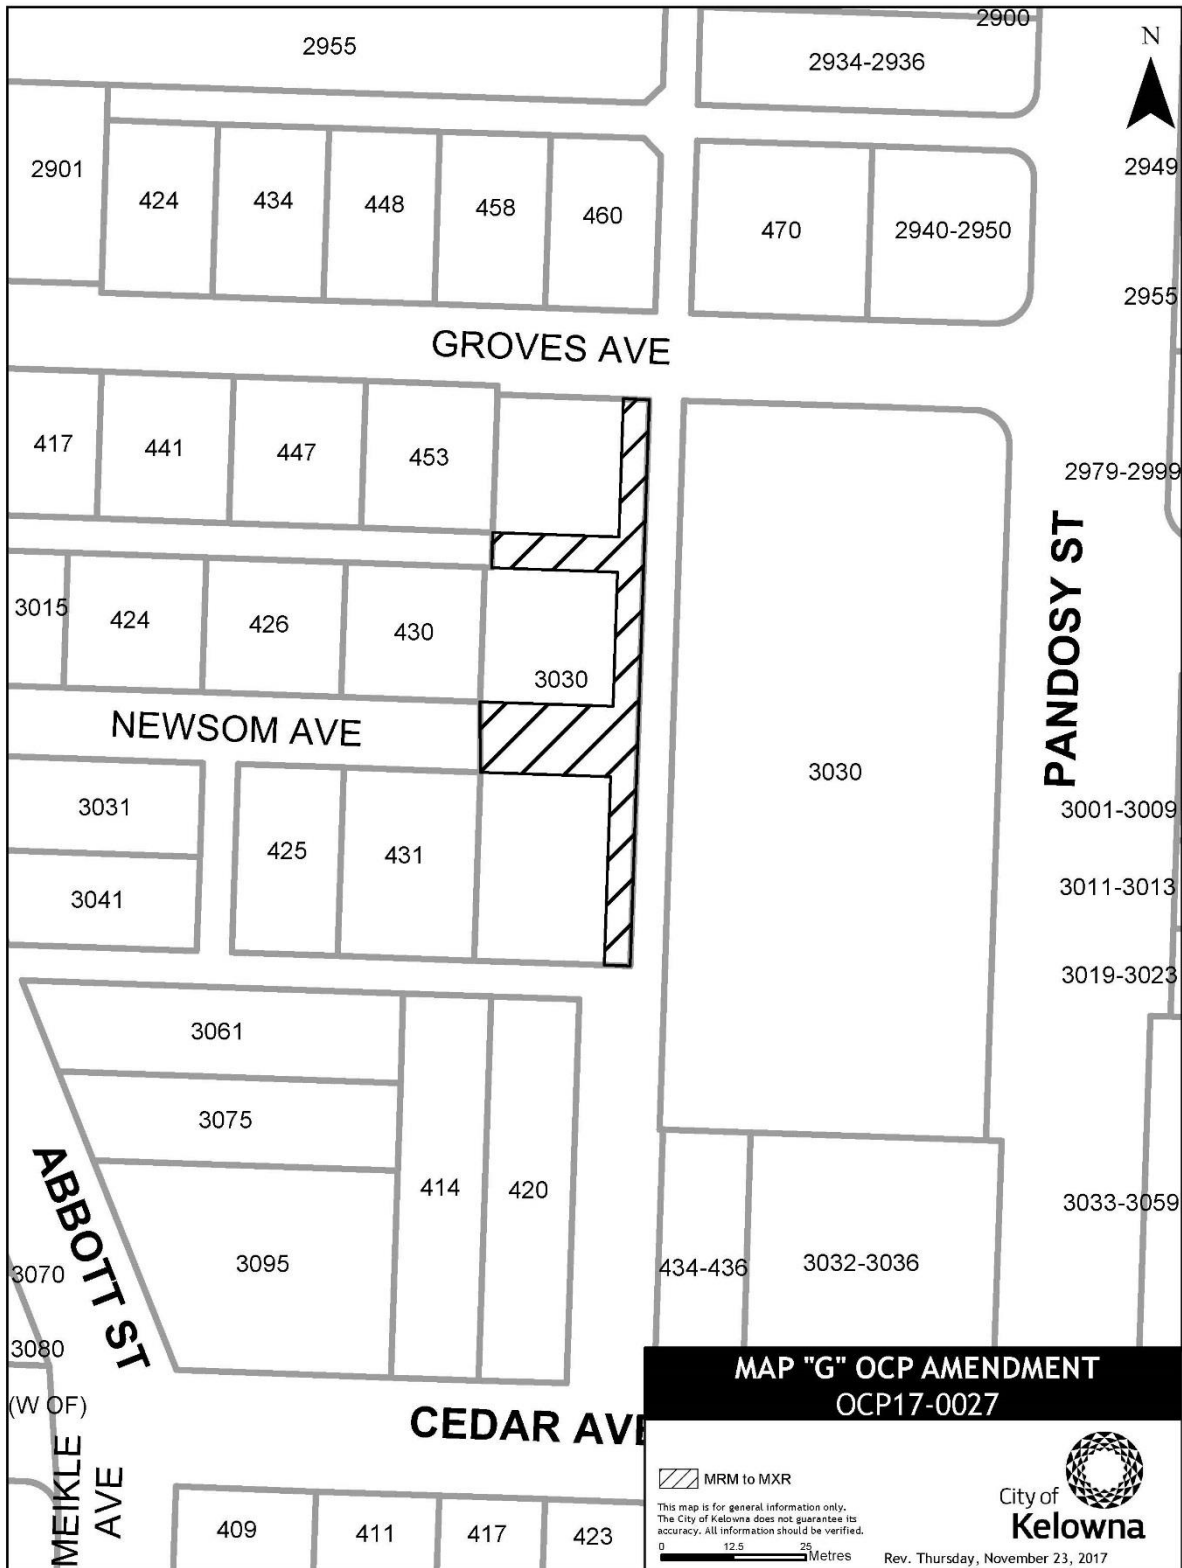 2900
2955
2934-2936
N
2901
424
434
448
458
460
470
2940-2950
2949
2955
GROVES AVE
417
441
447
453
2979-2999
3015
424
426
430
3030
PANDOSY ST
NEWSOM AVE
3031
425
431
3030
3001-3009
3041
3011-3013
3019-3023
3061
3075
414
420
3033-3059
ABBOTT ST
3095
434-436
3032-3036
3070
3080
(W OF)
MEIKLE
AVE
CEDAR AVE
409
411
417
423
MAP "G" OCP AMENDMENT
OCP17-0027
MRM to MXR
This map is for general information only.
The City of Kelowna does not guarantee its
accuracy. All information should be verified.
0 12.5 25
Metres
City of
Kelowna
Rev. Thursday, November 23, 2017